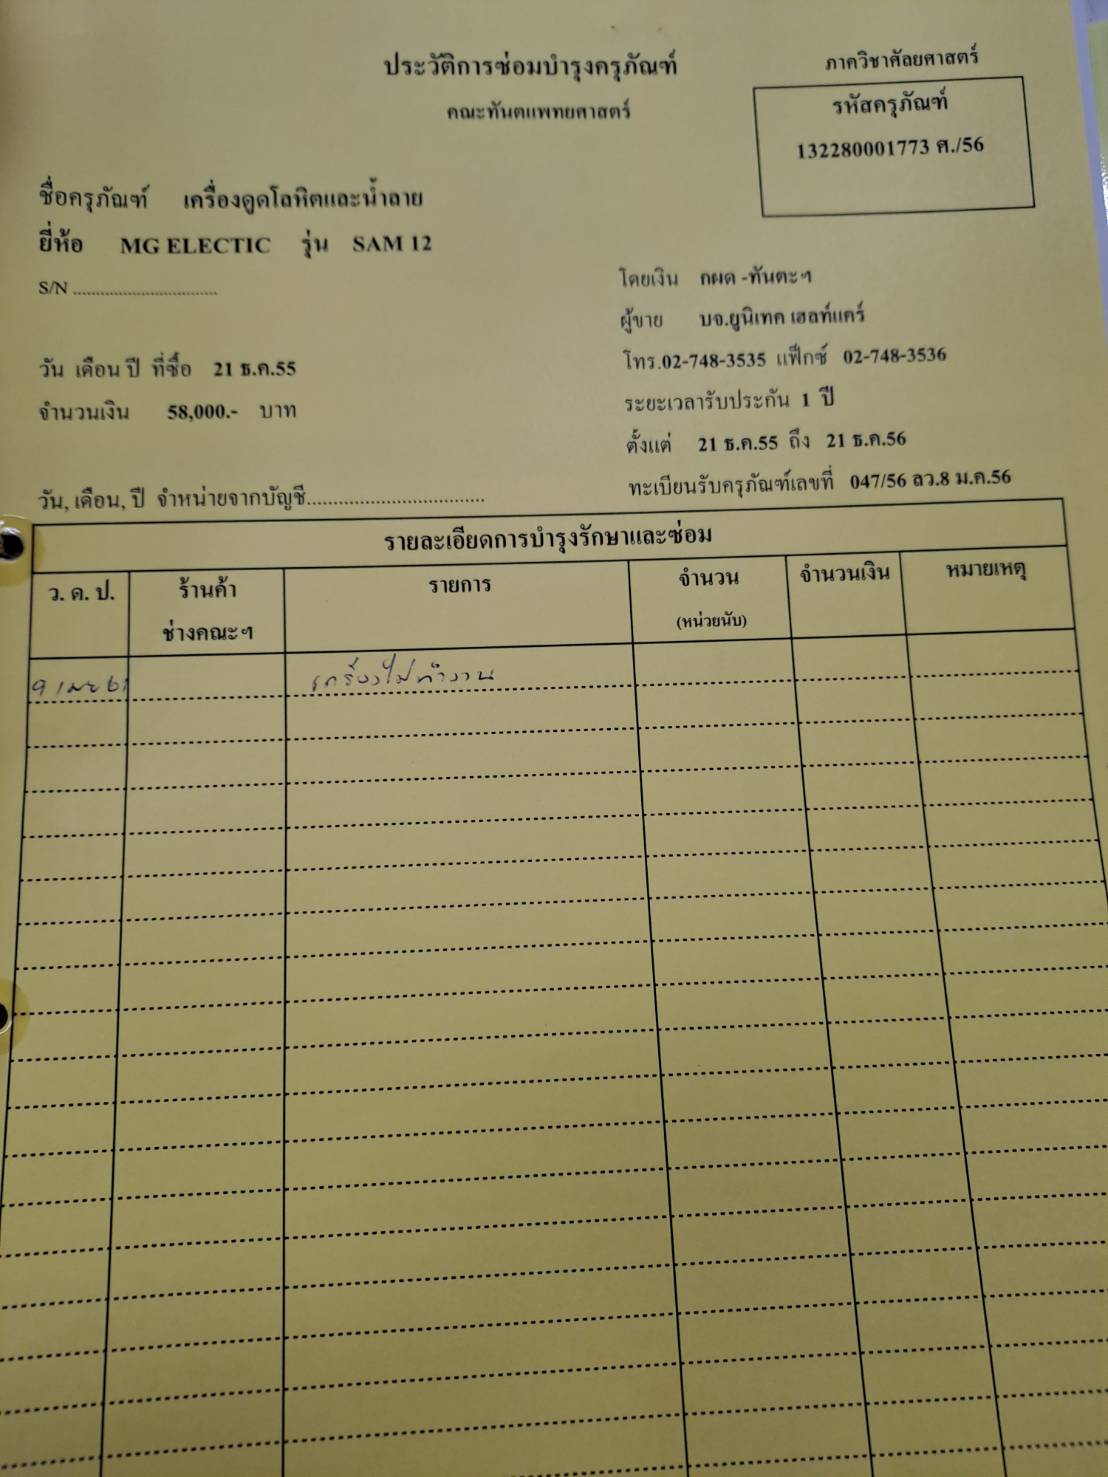 ประวัติการซ่อมบำรุงครุภัณฑ์
คณะทันตแพทยศาสตร์
ภาควิชาศัลยศาสตร์
รหัสครุภัณฑ์
132280001773 ศ./56
ชื่อครุภัณฑ์ เครื่องดูดโลหิตและน้ำลาย
ยี่ห้อ MG ELECTIC รุ่น SAM 12
S/N ................................
โดยเงิน กผด -ทันตะฯ
ผู้ขาย บจ.ยูนิเทค เฮลท์แคร์
วัน เดือน ปี ที่ซื้อ 21 ธ.ค.55
โทร.02-748-3535 แฟ็กซ์ 02-748-3536
จำนวนเงิน 58,000.- บาท
ระยะเวลารับประกัน 1 ปี
ตั้งแต่ 21 ธ.ค.55 ถึง 21 ธ.ค.56
วัน, เดือน, ปี จำหน่ายจากบัญชี..................................
ทะเบียนรับครุภัณฑ์เลขที่ 047/56 ลว.8 ม.ค.56
รายละเอียดการบำรุงรักษาและซ่อม
ว. ด. ป. ร้านค้า รายการ จำนวน จำนวนเงิน หมายเหตุ
ช่างคณะฯ (หน่วยนับ)
9 เมย 61 เครื่องไม่ทำงาน